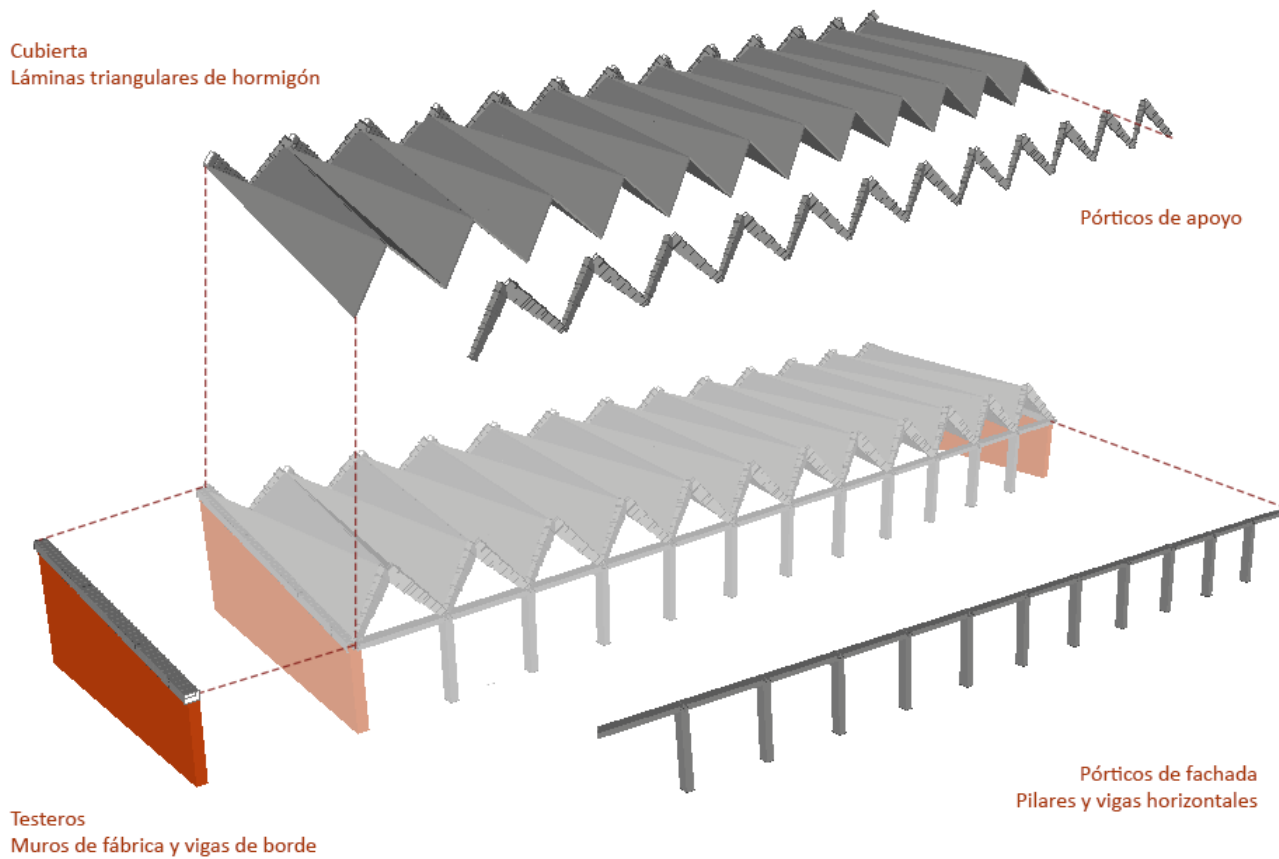 Cubierta
Láminas triangulares de hormigón
Pórticos de apoyo
Pórticos de fachada
Pilares y vigas horizontales
Testeros
Muros de fábrica y vigas de borde